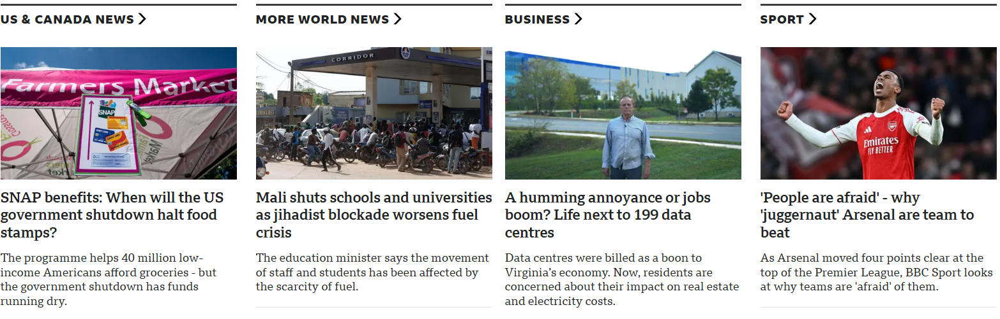 US & CANADA NEWS
MORE WORLD NEWS
BUSINESS
SPORT
Farmers Market
SNAP
CORRIDOR
Emirates
FLY BETTER
SNAP benefits: When will the US
government shutdown halt food
stamps?
The programme helps 40 million low-
income Americans afford groceries - but
the government shutdown has funds
running dry.
Mali shuts schools and universities
as jihadist blockade worsens fuel
crisis
The education minister says the movement
of staff and students has been affected by
the scarcity of fuel.
A humming annoyance or jobs
boom? Life next to 199 data
centres
Data centres were billed as a boon to
Virginia’s economy. Now, residents are
concerned about their impact on real estate
and electricity costs.
'People are afraid' - why
'juggernaut' Arsenal are team to
beat
As Arsenal moved four points clear at the
top of the Premier League, BBC Sport looks
at why teams are 'afraid' of them.